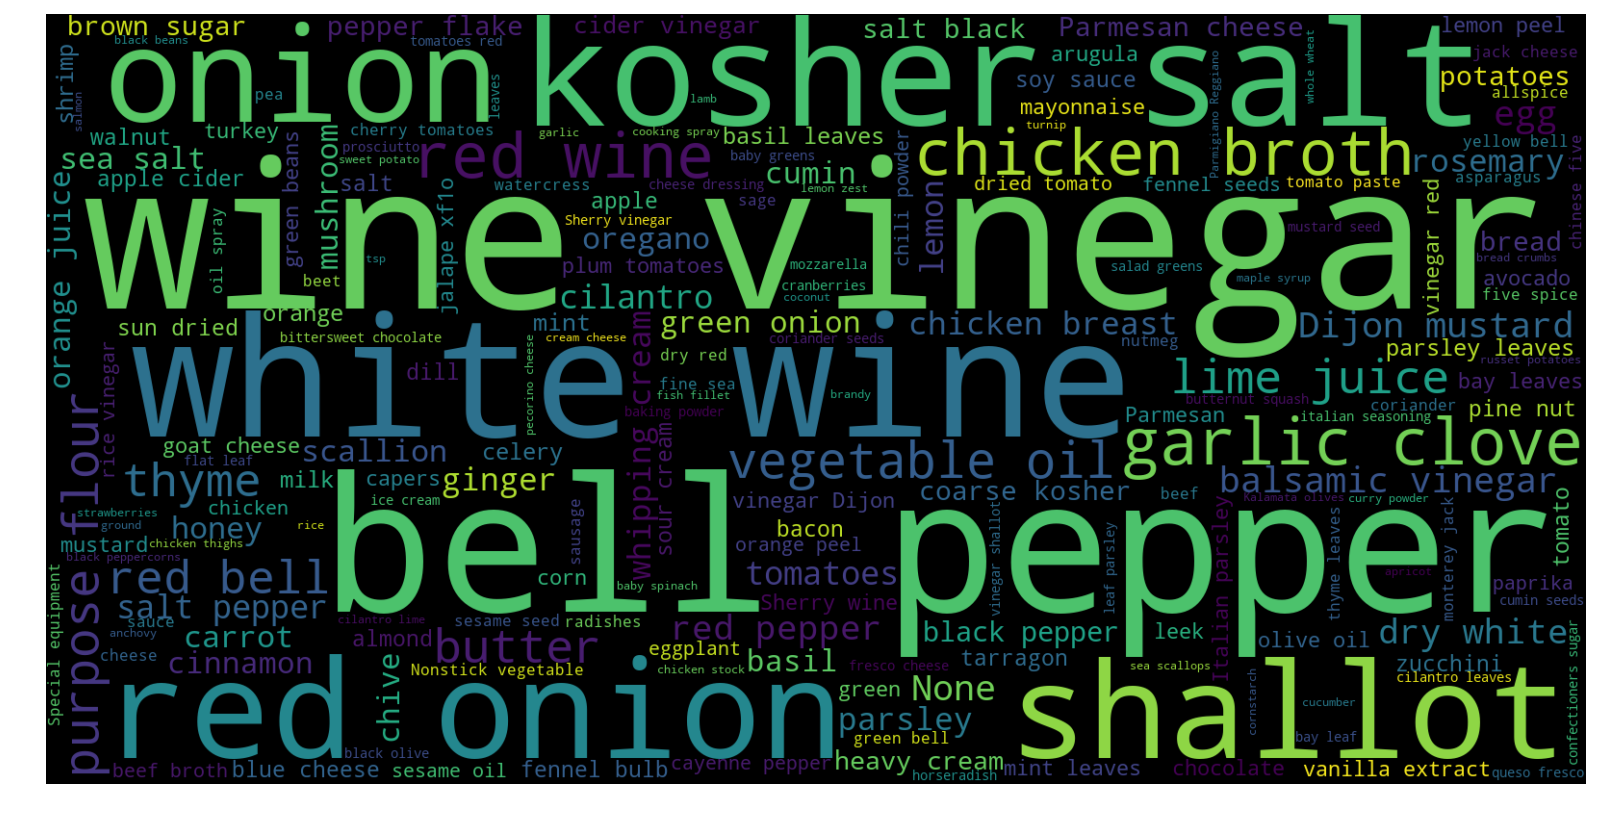 brown sugar
pepper flake
cider vinegar
salt black
Parmesan cheese
lemon peel
black beans
tomatoes red
onion
kosher salt
arugula
jack cheese
shrimp
salmon
pea
leaves
lamb
soy sauce
Parmigiano Reggiano
whole wheat
potatoes
allspice
mayonnaise
egg
walnut
turkey
cherry tomatoes
garlic
cooking spray
basil leaves
turnip
yellow bell
prosciutto
sea salt
sweet potato
red wine
baby greens
cumin
chili powder
chicken broth
rosemary
apple cider
green beans
mushroom
salt
watercress
cheese dressing
lemon zest
dried tomato
fennel seeds
tomato paste
asparagus
chinese five
orange juice
jalape xf1o
apple
sage
lemon
vinegar red
wine vinegar
Sherry vinegar
oregano
mustard seed
bread
oil spray
tsp
plum tomatoes
mozzarella
salad greens
bread crumbs
beet
cilantro
cranberries
coconut
maple syrup
avocado
five spice
orange
sun dried
bittersweet chocolate
mint
green onion
chicken breast
Dijon mustard
cream cheese
coriander seeds
nutmeg
white wine
pecorino cheese
whipping cream
dry red
parsley leaves
russet potatoes
rice vinegar
dill
fine sea
fish fillet
brandy
lime juice
bay leaves
butternut squash
coriander
purpose flour
baking powder
Parmesan
italian seasoning
pine nut
goat cheese
scallion
celery
garlic clove
flat leaf
sour cream
vegetable oil
thyme
milk
capers
ginger
coarse kosher
beef
balsamic vinegar
strawberries
chicken
ice cream
vinegar Dijon
Kalamata olives
curry powder
ground
honey
rice
bell pepper
sausage
bacon
vinegar shallot
leaf parsley
Italian parsley
thyme leaves
monterey jack
tomato
mustard
chicken thighs
orange peel
black peppercorns
Special equipment
red bell
corn
baby spinach
tomatoes
apricot
paprika
salt pepper
Sherry wine
cumin seeds
sauce
cilantro lime
sesame seed
radishes
anchovy
carrot
almond
butter
red pepper
black pepper
leek
olive oil
dry white
cheese
cinnamon
eggplant
basil
tarragon
confectioners sugar
Nonstick vegetable
chicken stock
fresco cheese
sea scallops
zucchini
cilantro leaves
red onion
chive
green
None
shallot
parsley
cornstarch
cucumber
green bell
bay leaf
black olive
beef broth
blue cheese
sesame oil
fennel bulb
cayenne pepper
heavy cream
horseradish
mint leaves
chocolate
vanilla extract
queso fresco